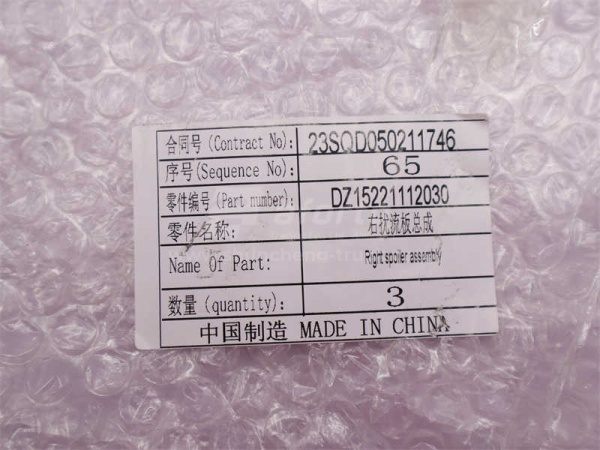 合同号(Contract No): 23SQD050211746
序号(Sequence No): 65
零件编号(Part number): DZ15221112030
零件名称: 右扰流板总成
Name Of Part: Right spoiler assembly
数量(quantity): 3
中国制造 MADE IN CHINA